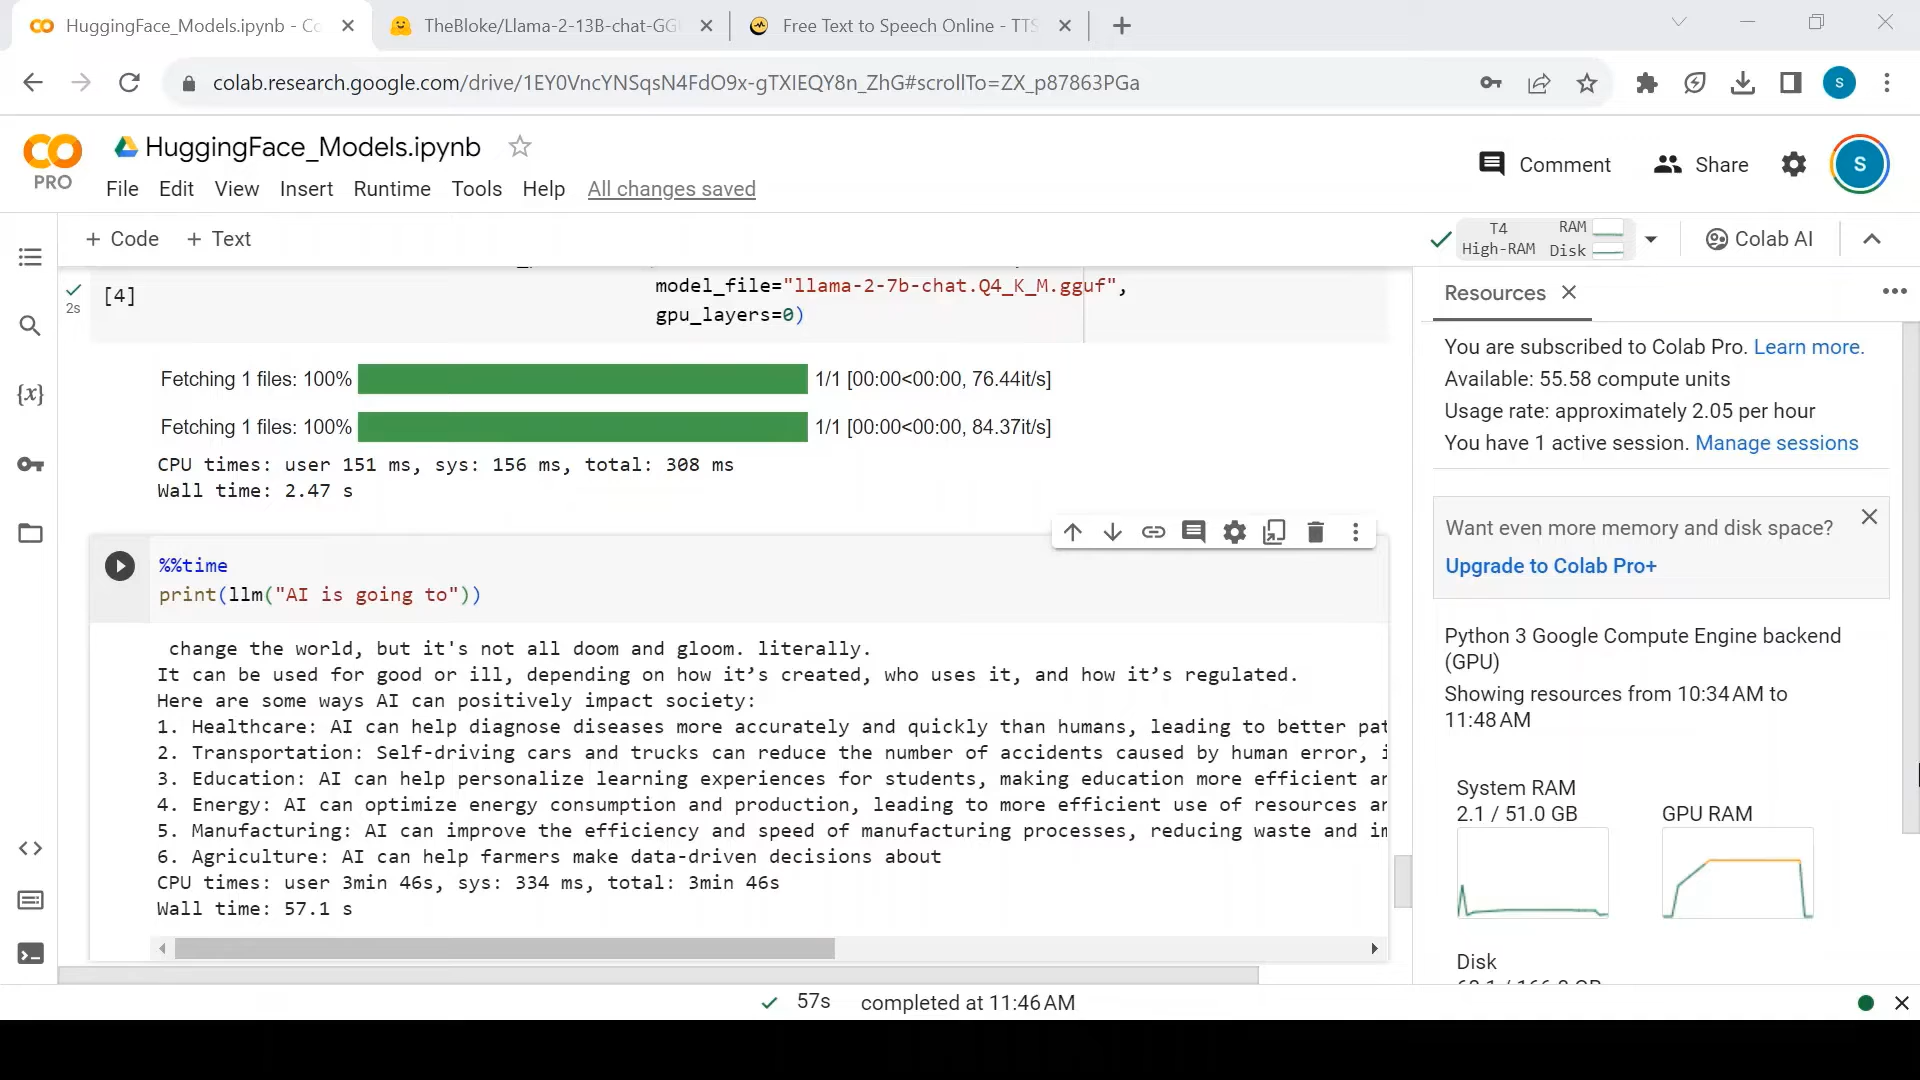 HuggingFace_Models.ipynb - Co
TheBloke/Llama-2-13B-chat-GG
Free Text to Speech Online - TTS
colab.research.google.com/drive/1EY0VncYNSqsN4FdO9x-gTXIEQY8n_ZhG#scrollTo=ZX_p87863PGa
S
PRO
HuggingFace_Models.ipynb
Comment
Share
S
File Edit View Insert Runtime Tools Help All changes saved
+ Code + Text
T4
High-RAM
RAM
Disk
Colab AI
[4]
2s
model_file="llama-2-7b-chat.Q4_K_M.gguf",
gpu_layers=0)
Fetching 1 files: 100% 1/1 [00:00<00:00, 76.44it/s]
Fetching 1 files: 100% 1/1 [00:00<00:00, 84.37it/s]
CPU times: user 151 ms, sys: 156 ms, total: 308 ms
Wall time: 2.47 s
%%time
print(llm("AI is going to"))
change the world, but it's not all doom and gloom. literally.
It can be used for good or ill, depending on how it’s created, who uses it, and how it’s regulated.
Here are some ways AI can positively impact society:
1. Healthcare: AI can help diagnose diseases more accurately and quickly than humans, leading to better pat
2. Transportation: Self-driving cars and trucks can reduce the number of accidents caused by human error, i
3. Education: AI can help personalize learning experiences for students, making education more efficient an
4. Energy: AI can optimize energy consumption and production, leading to more efficient use of resources an
5. Manufacturing: AI can improve the efficiency and speed of manufacturing processes, reducing waste and im
6. Agriculture: AI can help farmers make data-driven decisions about
CPU times: user 3min 46s, sys: 334 ms, total: 3min 46s
Wall time: 57.1 s
Resources
You are subscribed to Colab Pro. Learn more.
Available: 55.58 compute units
Usage rate: approximately 2.05 per hour
You have 1 active session. Manage sessions
Want even more memory and disk space?
Upgrade to Colab Pro+
Python 3 Google Compute Engine backend
(GPU)
Showing resources from 10:34 AM to
11:48 AM
System RAM
2.1 / 51.0 GB
GPU RAM
Disk
57s completed at 11:46 AM